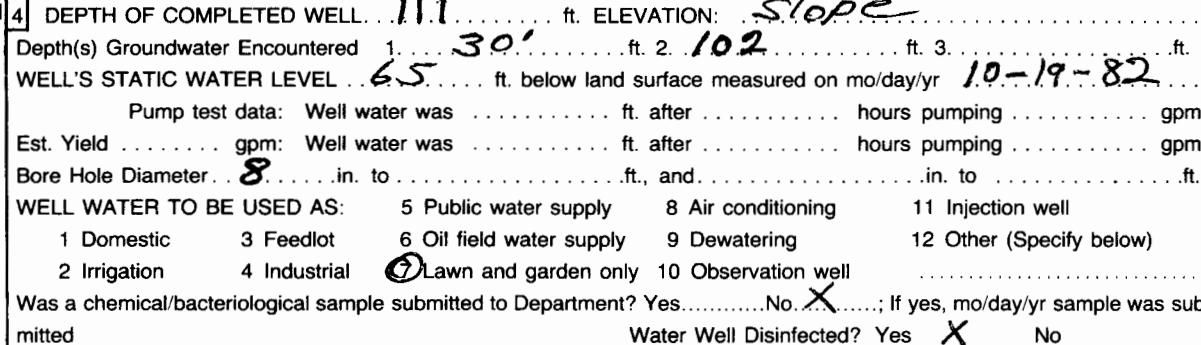 4 DEPTH OF COMPLETED WELL. . 111 . . . . . . . . ft. ELEVATION: . . Slope . . . . . . . . . . . . . . . . . . . .
Depth(s) Groundwater Encountered 1. . . . . 30' . . . . . . . ft. 2. . 102 . . . . . . . . . . . ft. 3. . . . . . . . . . . . . . . . . . . . ft.
WELL'S STATIC WATER LEVEL . . 65 . . . . . ft. below land surface measured on mo/day/yr 10-19-82 . . .
Pump test data: Well water was . . . . . . . . . . . . ft. after . . . . . . . . . . . hours pumping . . . . . . . . . . . gpm
Est. Yield . . . . . . . . gpm: Well water was . . . . . . . . . . . . ft. after . . . . . . . . . . . hours pumping . . . . . . . . . . . gpm
Bore Hole Diameter . . 8 . . . . . . in. to . . . . . . . . . . . . . . . . . . . ft., and . . . . . . . . . . . . . . . . . . . in. to . . . . . . . . . . . . . . . . . ft.
WELL WATER TO BE USED AS: 5 Public water supply 8 Air conditioning 11 Injection well
1 Domestic 3 Feedlot 6 Oil field water supply 9 Dewatering 12 Other (Specify below)
2 Irrigation 4 Industrial 7 Lawn and garden only 10 Observation well . . . . . . . . . . . . . . . . . . . . . . . .
Was a chemical/bacteriological sample submitted to Department? Yes............No. X ......; If yes, mo/day/yr sample was sub
mitted Water Well Disinfected? Yes X No